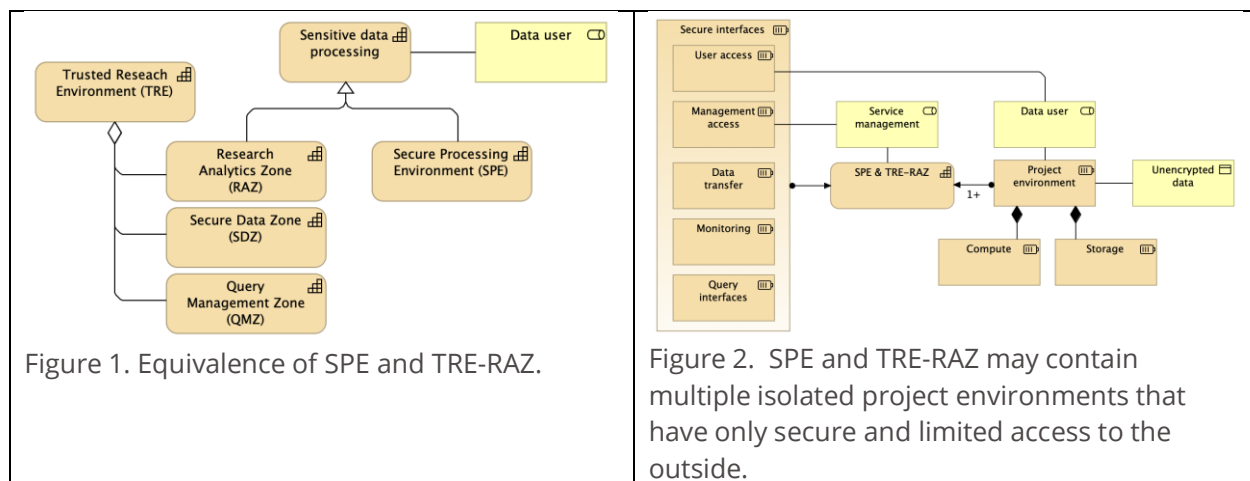 Sensitive data
processing
Data user
Trusted Reseach
Environment (TRE)
Research
Analytics Zone
(RAZ)
Secure Processing
Environment (SPE)
Secure Data Zone
(SDZ)
Query
Management Zone
(QMZ)
Figure 1. Equivalence of SPE and TRE-RAZ.
Secure interfaces
User access
Management
access
Data
transfer
Monitoring
Query
interfaces
Service
management
Data user
SPE & TRE-RAZ
1+
Project
environment
Unencrypted
data
Compute
Storage
Figure 2.  SPE and TRE-RAZ may contain
multiple isolated project environments that
have only secure and limited access to the
outside.